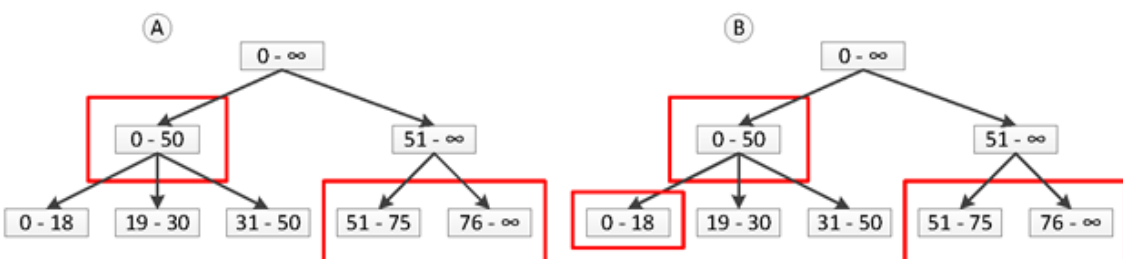 A B
0 - ∞ 0 - ∞
0 - 50 51 - ∞ 0 - 50 51 - ∞
0 - 18 19 - 30 31 - 50 51 - 75 76 - ∞ 0 - 18 19 - 30 31 - 50 51 - 75 76 - ∞